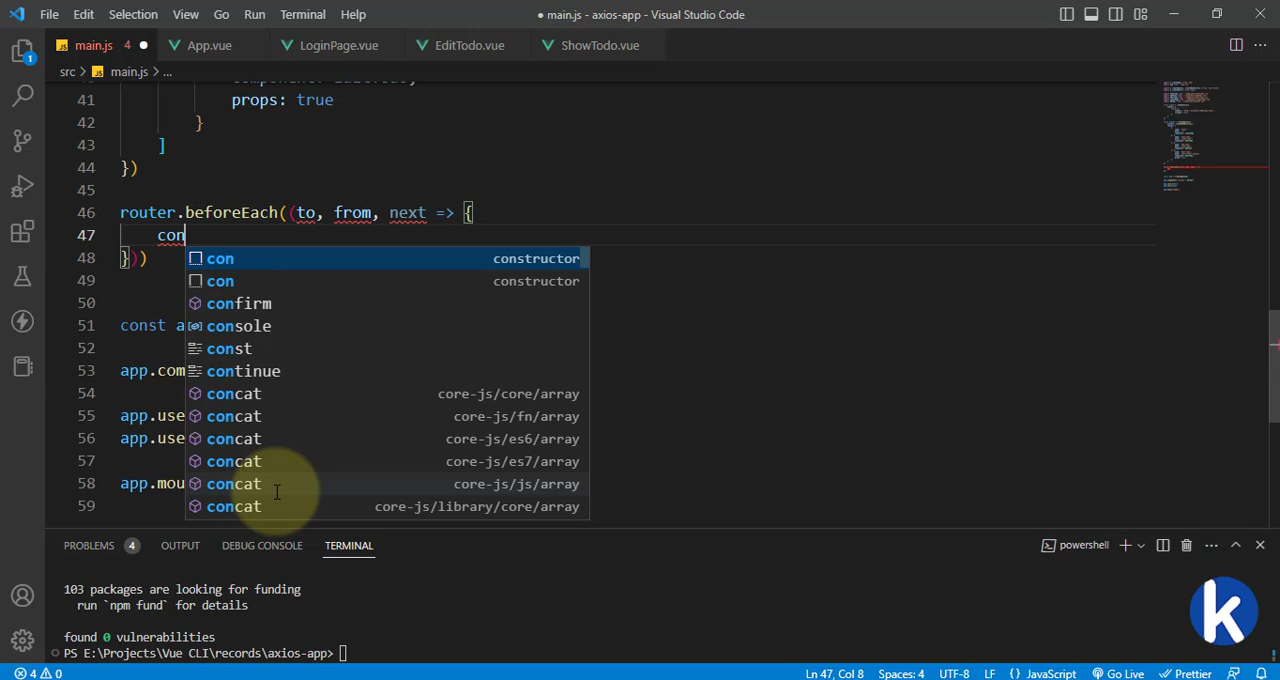 File Edit Selection View Go Run Terminal Help ● main.js - axios-app - Visual Studio Code
JS main.js 4 ● App.vue LoginPage.vue EditTodo.vue ShowTodo.vue
src > JS main.js > ...
41 props: true
42 }
43 ]
44 })
45
46 router.beforeEach((to, from, next => {
47 con
48 }))
49
50
51 const a
52
53 app.com
54
55 app.use
56 app.use
57
58 app.mou
59
con constructor
con constructor
confirm
console
const
continue
concat core-js/core/array
concat core-js/fn/array
concat core-js/es6/array
concat core-js/es7/array
concat core-js/js/array
concat core-js/library/core/array
PROBLEMS 4 OUTPUT DEBUG CONSOLE TERMINAL powershell
103 packages are looking for funding
run `npm fund` for details
found 0 vulnerabilities
PS E:\Projects\Vue CLI\records\axios-app>
k
1
4 0 Ln 47, Col 8 Spaces: 4 UTF-8 LF {} JavaScript Go Live Prettier